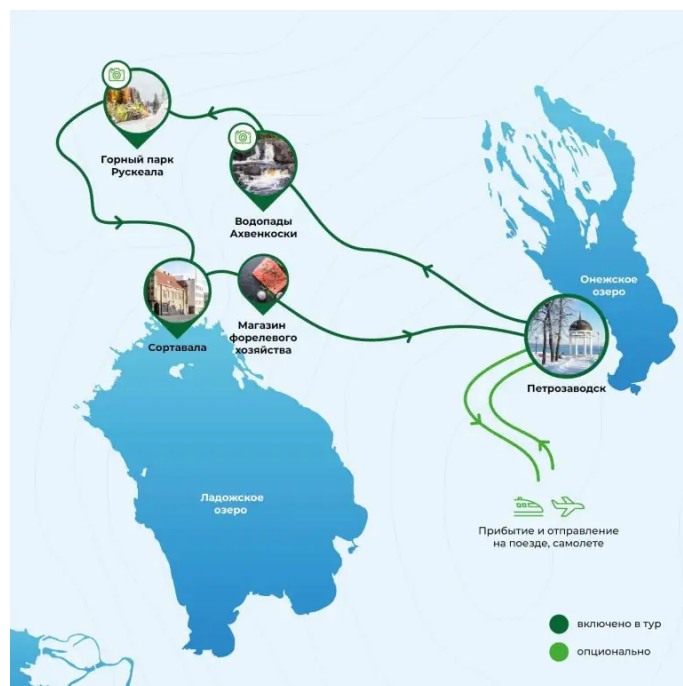 Горный парк
Рускеала
Водопады
Ахвенкоски
Онежское
озеро
Сортавала
Магазин
форелевого
хозяйства
Петрозаводск
Ладожское
озеро
Прибытие и отправление
на поезде, самолете
включено в тур
опционально